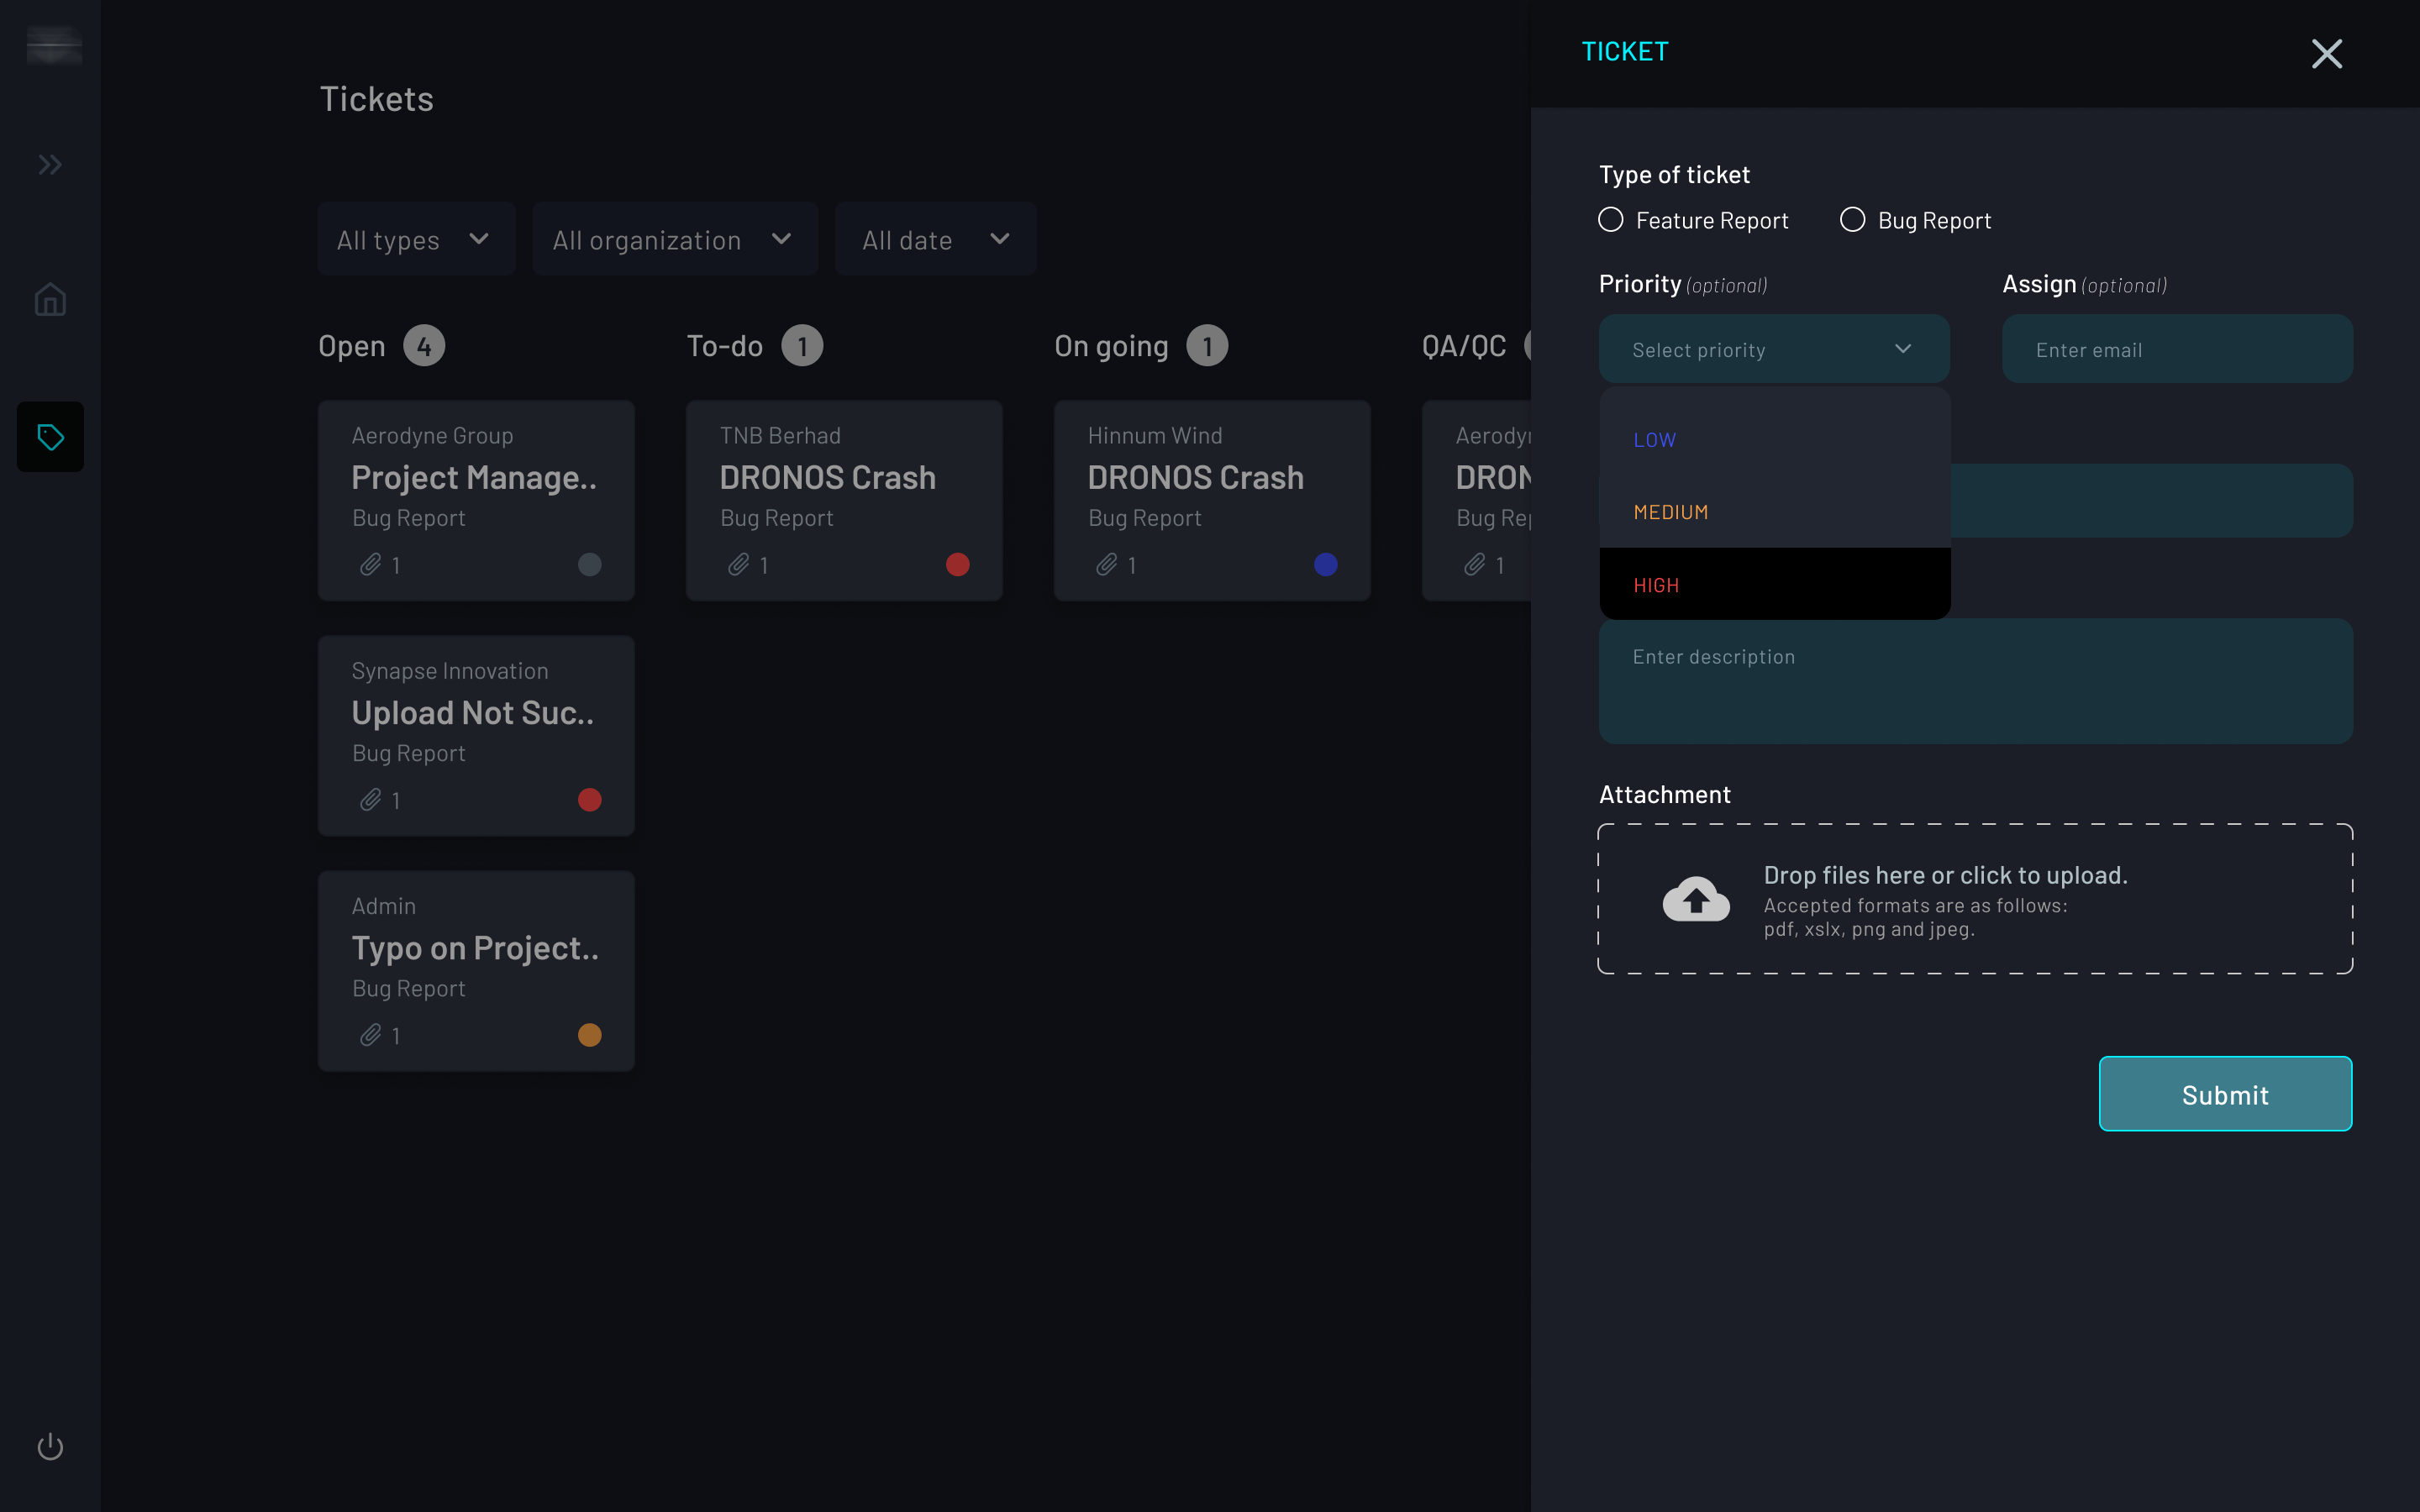 Tickets
All types
All organization
All date
Open 4
Aerodyne Group
Project Manage..
Bug Report
1
Synapse Innovation
Upload Not Suc..
Bug Report
1
Admin
Typo on Project..
Bug Report
1
To-do 1
TNB Berhad
DRONOS Crash
Bug Report
1
On going 1
Hinnum Wind
DRONOS Crash
Bug Report
1
QA/QC
Aerody
DRON
Bug Rep
1
TICKET
Type of ticket
Feature Report
Bug Report
Priority (optional)
Select priority
LOW
MEDIUM
HIGH
Assign (optional)
Enter email
Enter description
Attachment
Drop files here or click to upload.
Accepted formats are as follows:
pdf, xslx, png and jpeg.
Submit